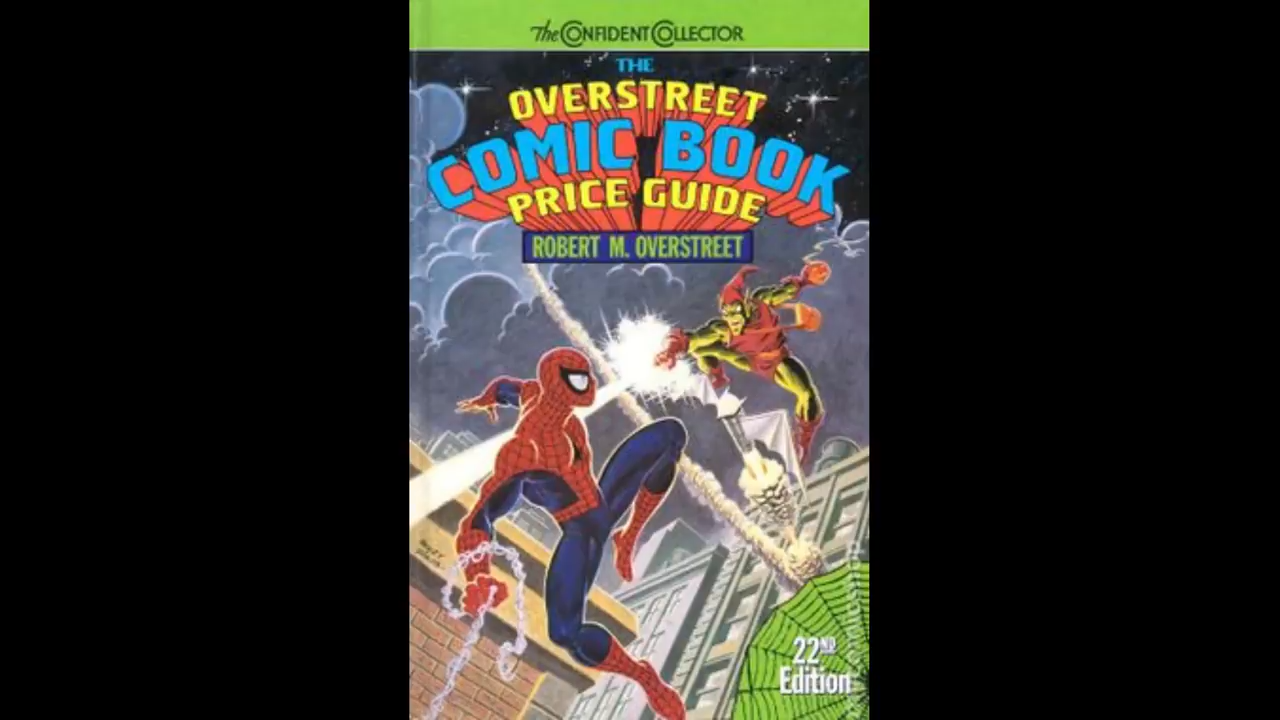 The CONFIDENT COLLECTOR
THE
OVERSTREET
COMIC BOOK
PRICE GUIDE
ROBERT M. OVERSTREET
22ND
Edition